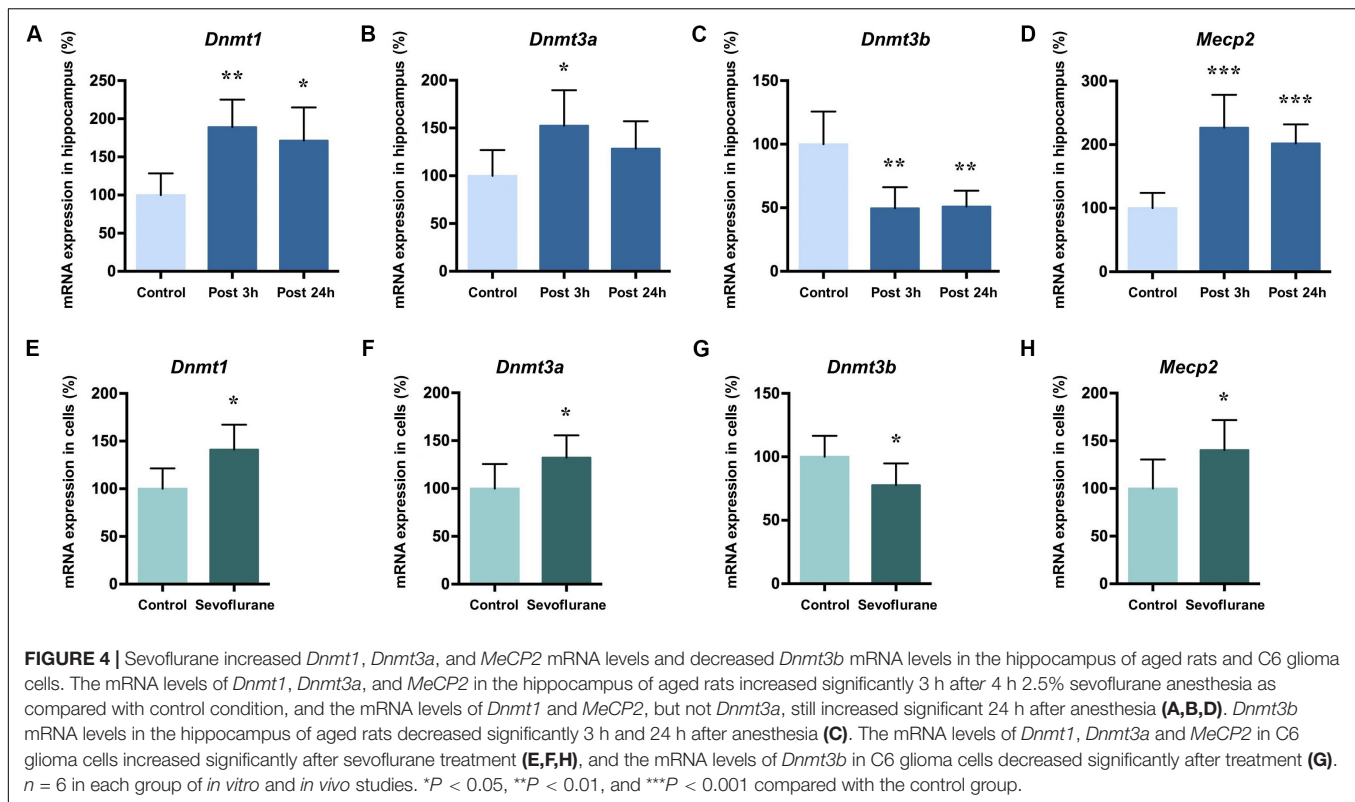 A
Dnmt1
mRNA expression in hippocampus (%)
250
200
150
100
50
0
**
*
Control Post 3h Post 24h
B
Dnmt3a
mRNA expression in hippocampus (%)
200
150
100
50
0
*
Control Post 3h Post 24h
C
Dnmt3b
mRNA expression in hippocampus (%)
150
100
50
0
**
**
Control Post 3h Post 24h
D
Mecp2
mRNA expression in hippocampus (%)
300
200
100
0
***
***
Control Post 3h Post 24h
E
Dnmt1
mRNA expression in cells (%)
200
150
100
50
0
*
Control Sevoflurane
F
Dnmt3a
mRNA expression in cells (%)
200
150
100
50
0
*
Control Sevoflurane
G
Dnmt3b
mRNA expression in cells (%)
150
100
50
0
*
Control Sevoflurane
H
Mecp2
mRNA expression in cells (%)
200
150
100
50
0
*
Control Sevoflurane
FIGURE 4 | Sevoflurane increased Dnmt1, Dnmt3a, and MeCP2 mRNA levels and decreased Dnmt3b mRNA levels in the hippocampus of aged rats and C6 glioma
cells. The mRNA levels of Dnmt1, Dnmt3a, and MeCP2 in the hippocampus of aged rats increased significantly 3 h after 4 h 2.5% sevoflurane anesthesia as
compared with control condition, and the mRNA levels of Dnmt1 and MeCP2, but not Dnmt3a, still increased significant 24 h after anesthesia (A,B,D). Dnmt3b
mRNA levels in the hippocampus of aged rats decreased significantly 3 h and 24 h after anesthesia (C). The mRNA levels of Dnmt1, Dnmt3a and MeCP2 in C6
glioma cells increased significantly after sevoflurane treatment (E,F,H), and the mRNA levels of Dnmt3b in C6 glioma cells decreased significantly after treatment (G).
n = 6 in each group of in vitro and in vivo studies. *P < 0.05, **P < 0.01, and ***P < 0.001 compared with the control group.